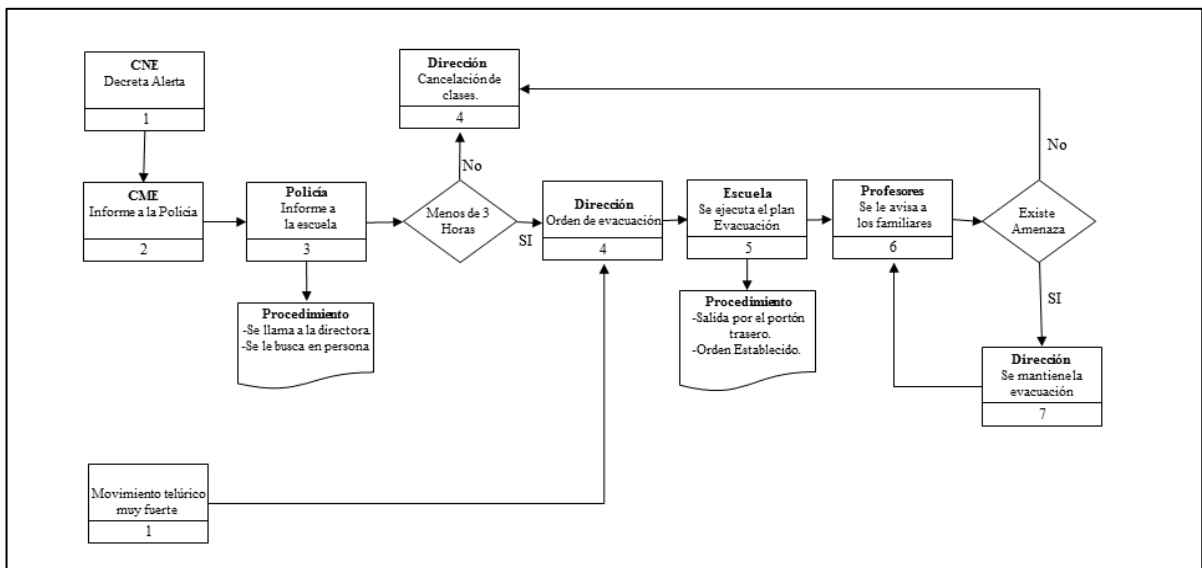 CNE
Decreta Alerta
1
Dirección
Cancelación de
clases.
4
No
No
CME
Informe a la Policía
2
Policía
Informe a
la escuela
3
Menos de 3
Horas
SI
Dirección
Orden de evacuación
4
Escuela
Se ejecuta el plan
Evacuación
5
Profesores
Se le avisa a
los familiares
6
Existe
Amenaza
SI
Procedimiento
-Se llama a la directora.
-Se le busca en persona
Procedimiento
-Salida por el portón
trasero.
-Orden Establecido.
Dirección
Se mantiene la
evacuación
7
Movimiento telúrico
muy fuerte
1